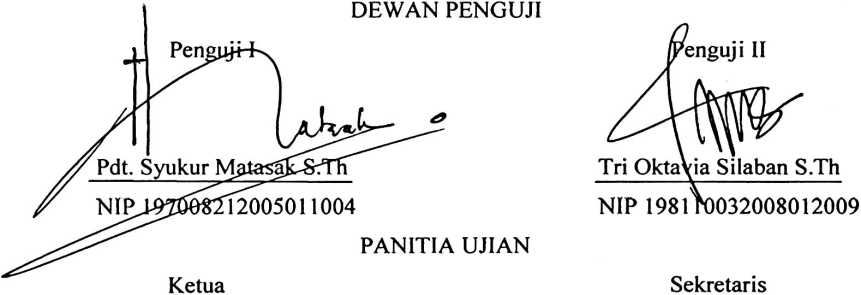 DEWAN PENGUJI
Penguji I Penguji II
Pdt. Syukur Matasak S.Th Tri Oktavia Silaban S.Th
NIP 197008212005011004 NIP 198110032008012009
PANITIA UJIAN
Ketua Sekretaris